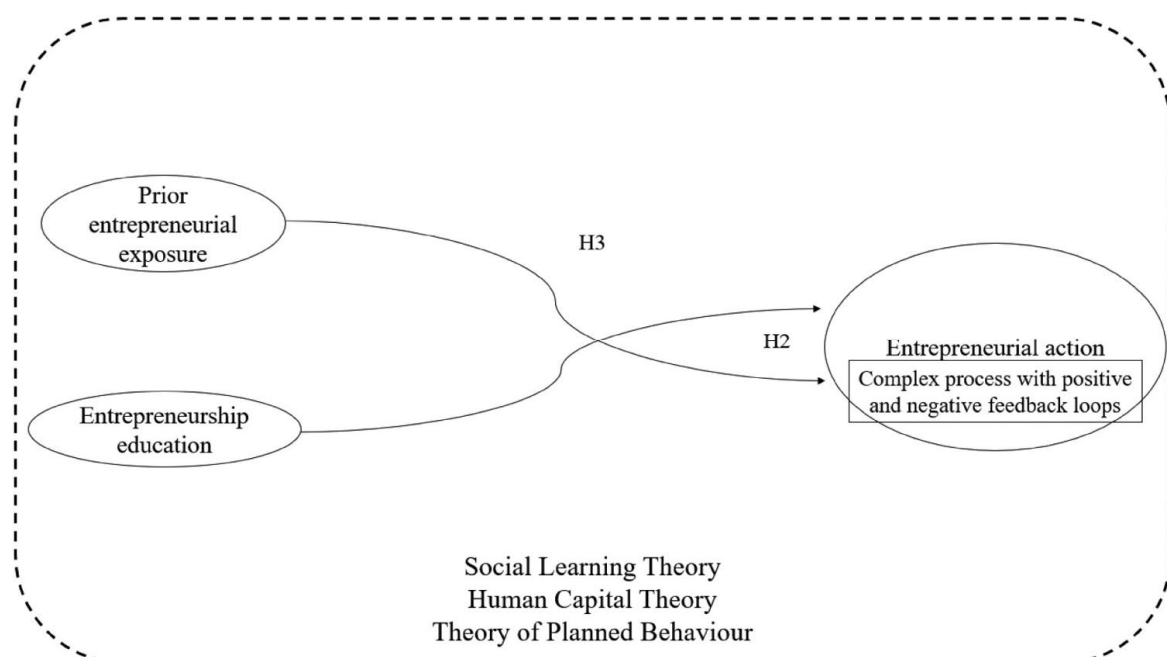 Prior
entrepreneurial
exposure
H3
H2
Entrepreneurial action
Complex process with positive
and negative feedback loops
Entrepreneurship
education
Social Learning Theory
Human Capital Theory
Theory of Planned Behaviour